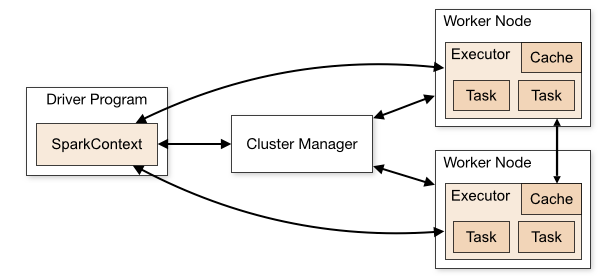 Driver Program
SparkContext
Cluster Manager
Worker Node
Executor
Cache
Task
Task
Worker Node
Executor
Cache
Task
Task